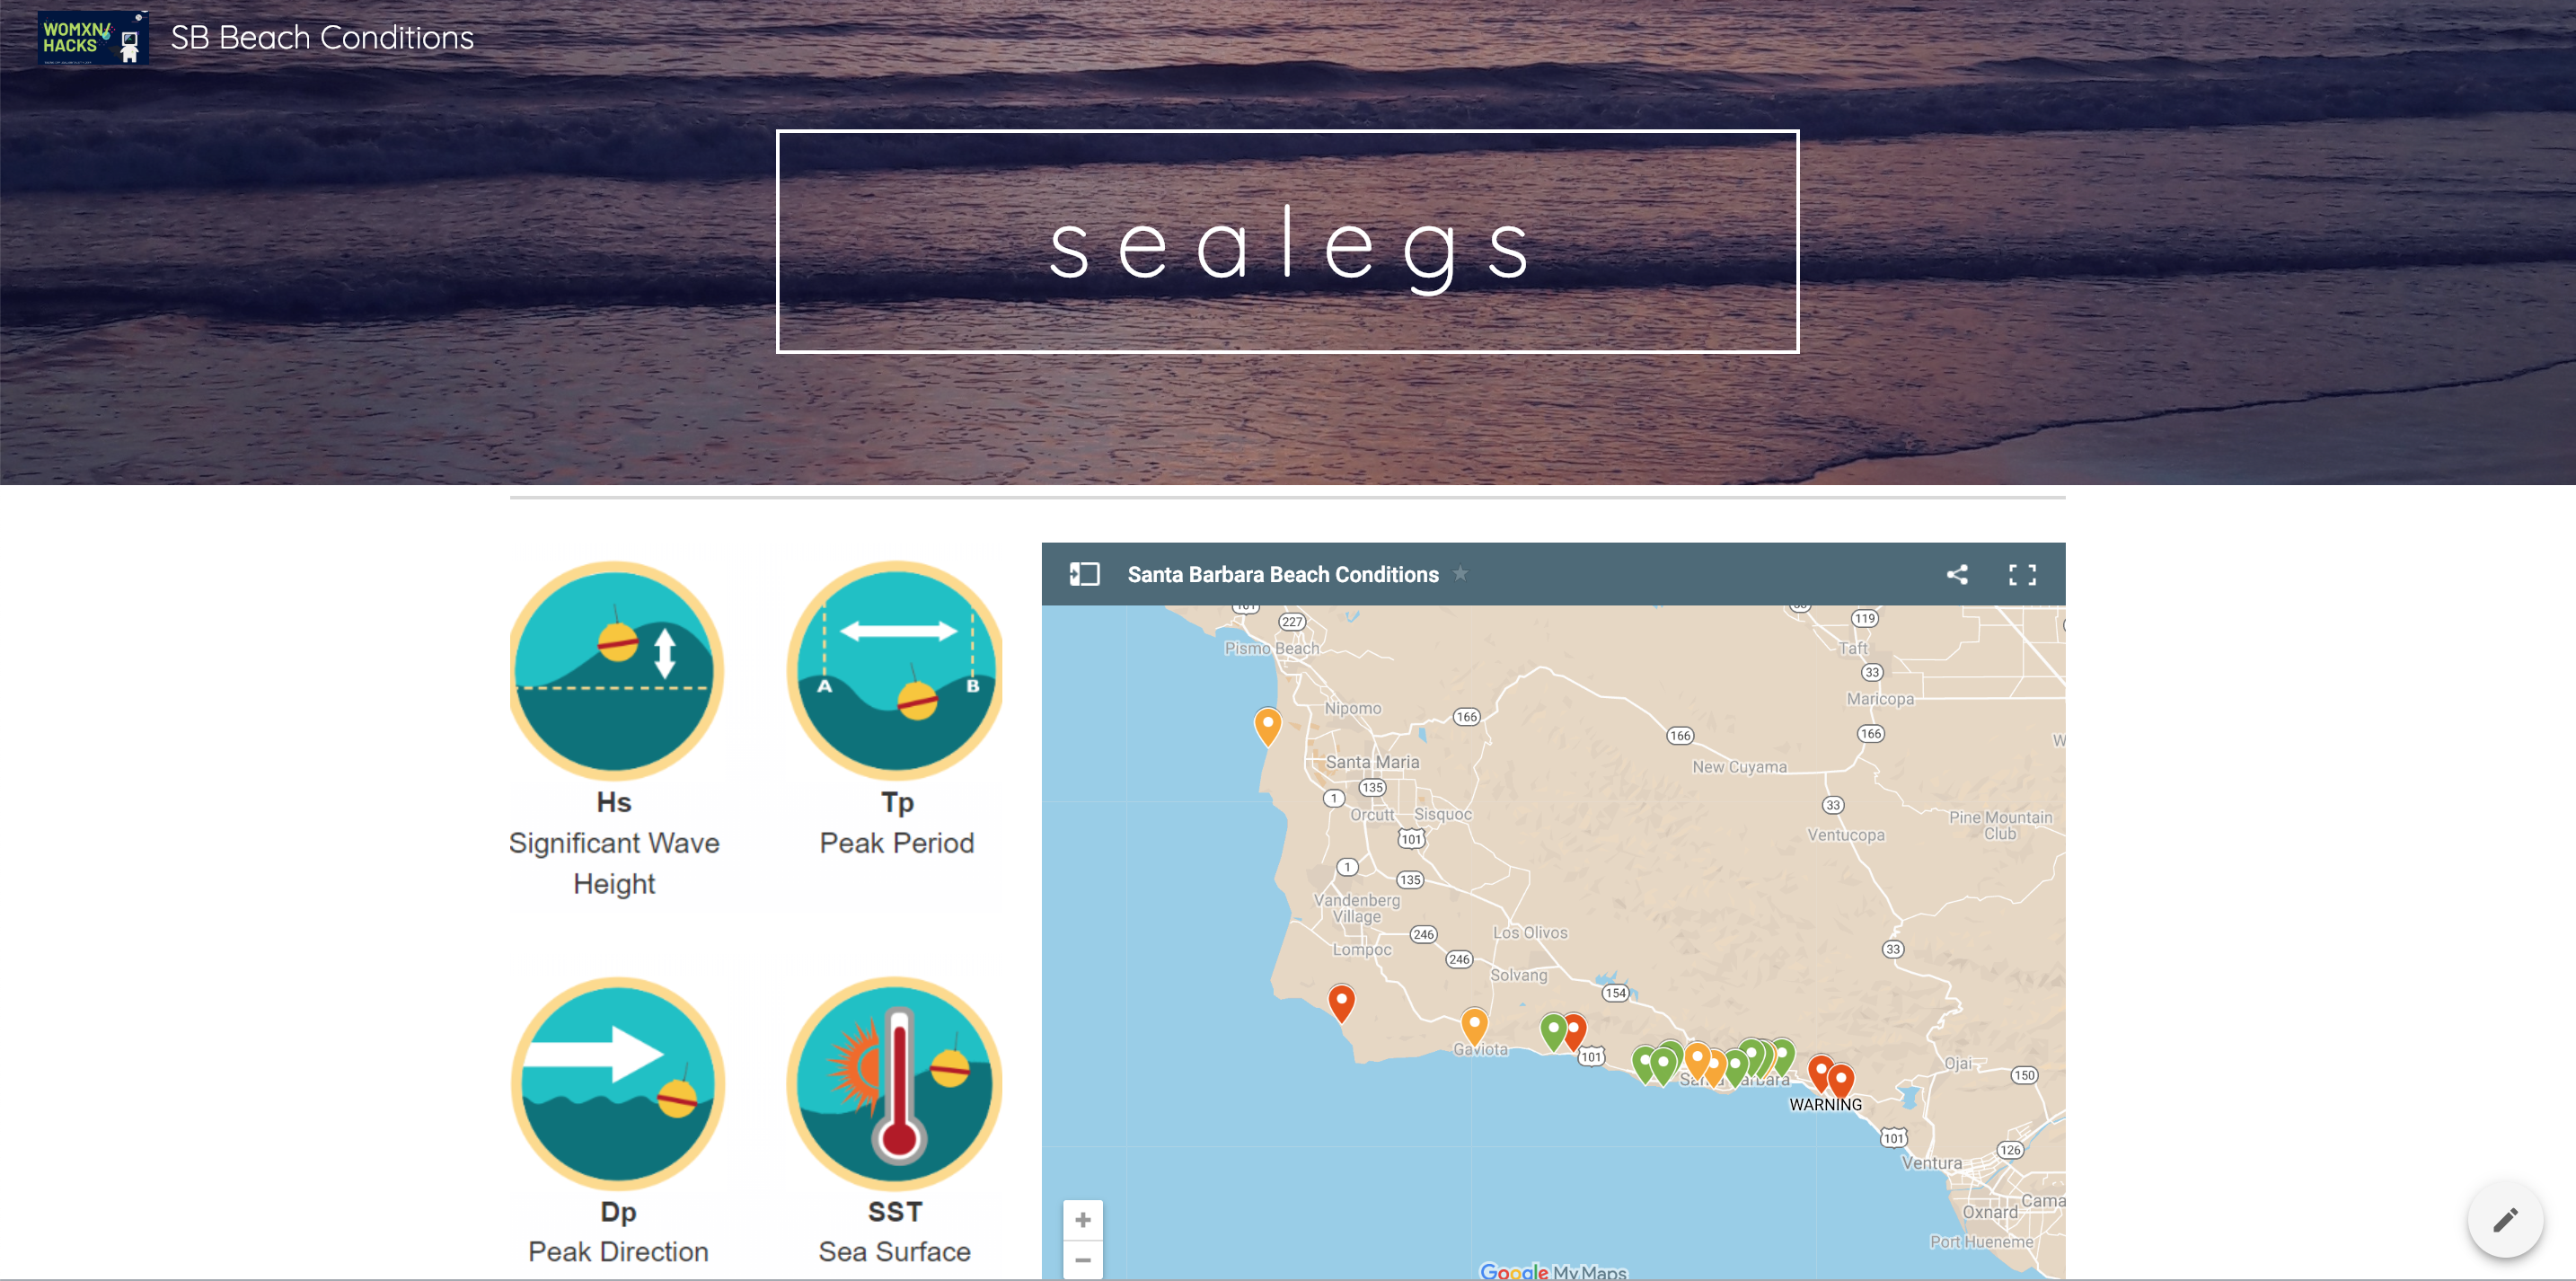 WOMXN/
HACKS
SB Beach Conditions
sealegs
Hs
Significant Wave
Height
A
B
Tp
Peak Period
Dp
Peak Direction
SST
Sea Surface
Santa Barbara Beach Conditions
101
227
119
Pismo Beach
Taft
33
Maricopa
Nipomo
166
166
166
Santa Maria
New Cuyama
135
1
33
Orcutt
Sisquoc
Pine Mountain
Club
101
Ventucopa
1
135
Vandenberg
Village
246
Los Olivos
Lompoc
33
246
Solvang
154
Gaviota
101
Ojai
150
WARNING
101
126
Ventura
Cama
Oxnard
Port Hueneme
+
−
Google My Maps